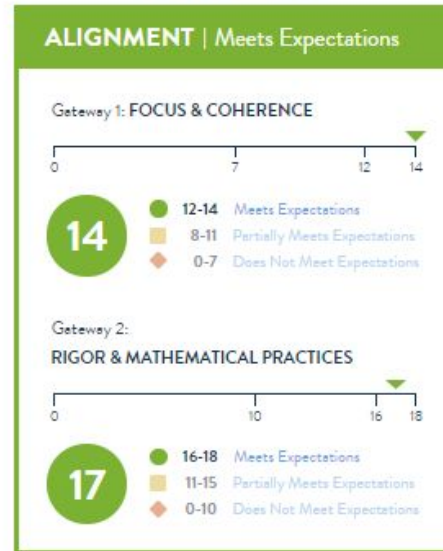 ALIGNMENT | Meets Expectations
Gateway 1: FOCUS & COHERENCE
0 7 12 14
14
12-14 Meets Expectations
8-11 Partially Meets Expectations
0-7 Does Not Meet Expectations
Gateway 2:
RIGOR & MATHEMATICAL PRACTICES
0 10 16 18
17
16-18 Meets Expectations
11-15 Partially Meets Expectations
0-10 Does Not Meet Expectations